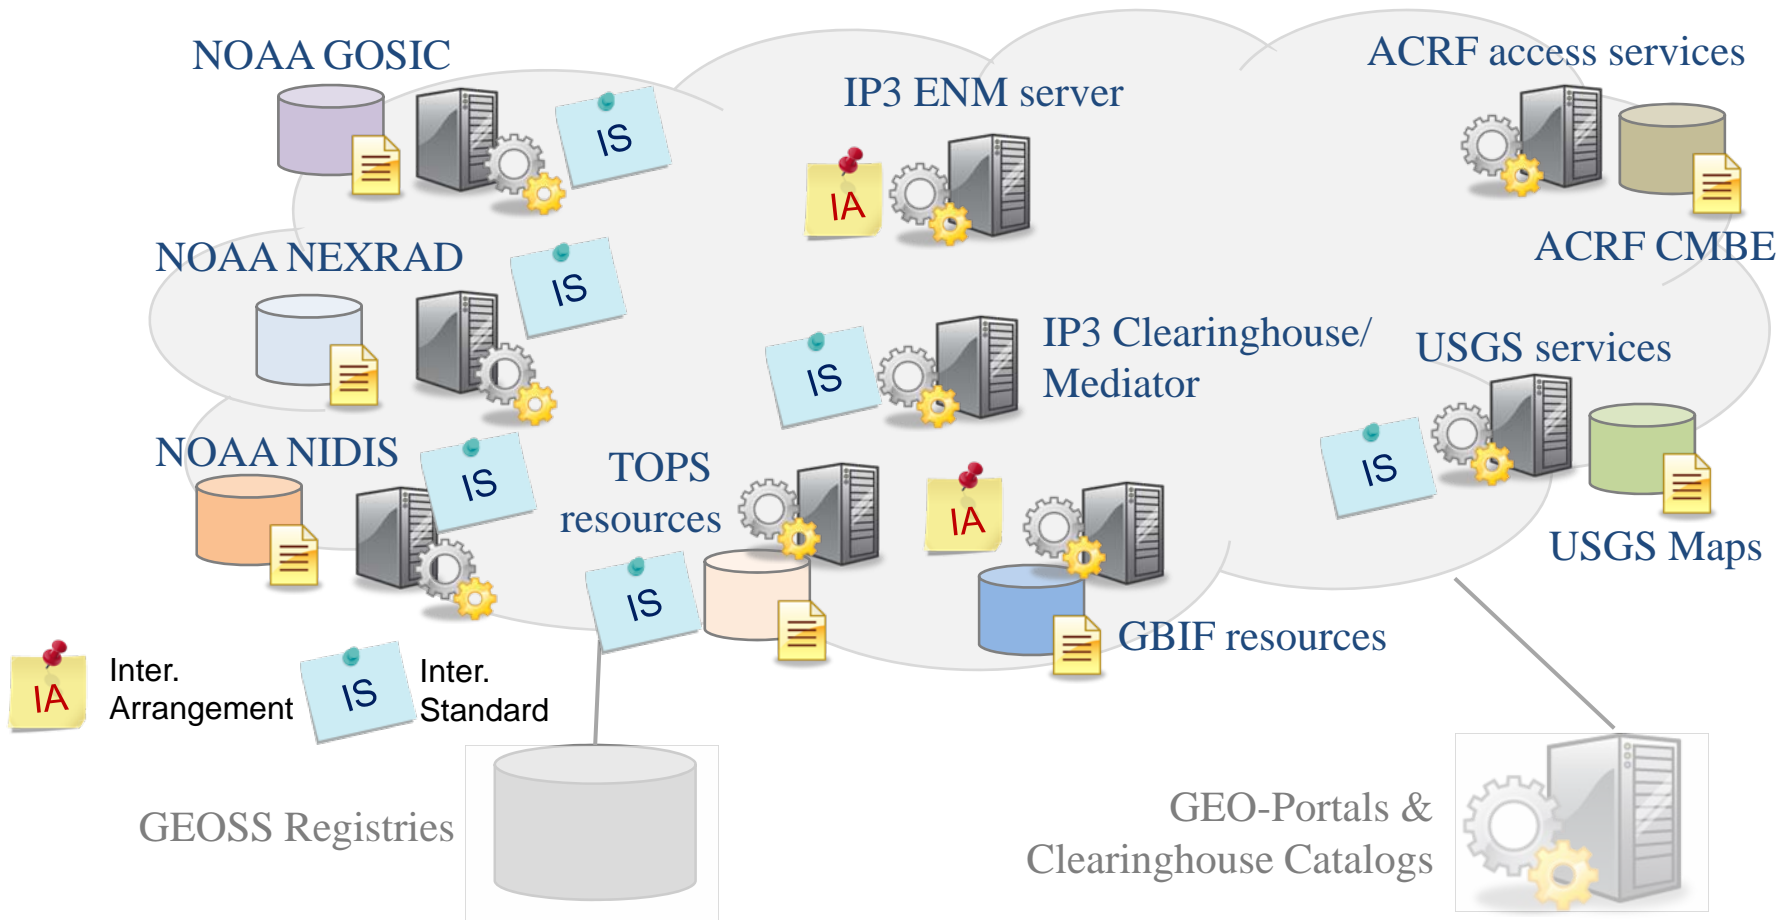 NOAA GOSIC
IS
IP3 ENM server
IA
ACRF access services
ACRF CMBE
NOAA NEXRAD
IS
IS
IP3 Clearinghouse/
Mediator
USGS services
IS
USGS Maps
NOAA NIDIS
IS
TOPS
resources
IS
IA
GBIF resources
IA
Inter.
Arrangement
IS
Inter.
Standard
GEOSS Registries
GEO-Portals &
Clearinghouse Catalogs